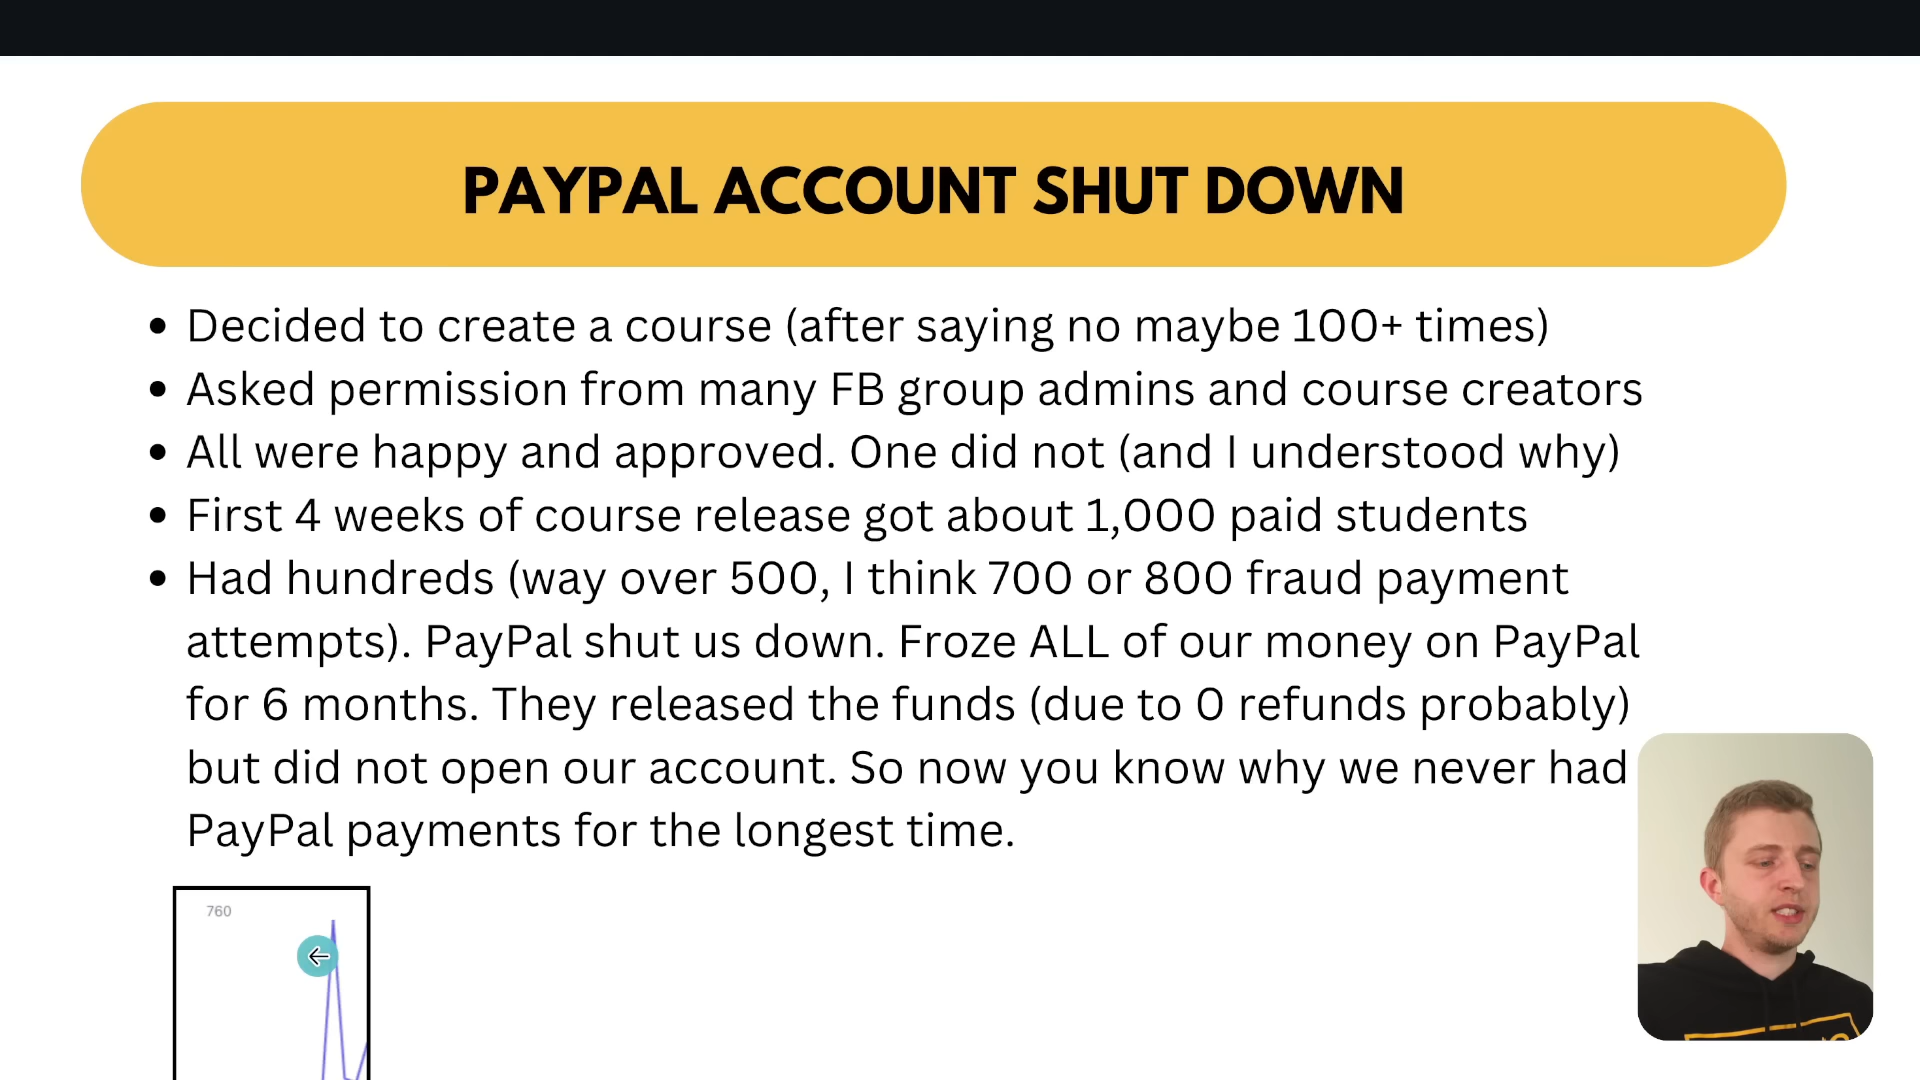 PAYPAL ACCOUNT SHUT DOWN
• Decided to create a course (after saying no maybe 100+ times)
• Asked permission from many FB group admins and course creators
• All were happy and approved. One did not (and I understood why)
• First 4 weeks of course release got about 1,000 paid students
• Had hundreds (way over 500, I think 700 or 800 fraud payment
attempts). PayPal shut us down. Froze ALL of our money on PayPal
for 6 months. They released the funds (due to 0 refunds probably)
but did not open our account. So now you know why we never had
PayPal payments for the longest time.
760